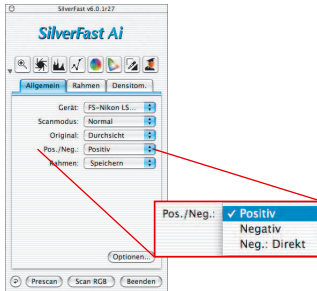 SilverFast v6.0.1r27
SilverFast Ai
Allgemein Rahmen Densitom.
Gerät: FS-Nikon LS...
Scanmodus: Normal
Original: Durchsicht
Pos./Neg.: Positiv
Rahmen: Speichern
Pos./Neg.: ✓ Positiv
Negativ
Neg.: Direkt
Optionen...
Prescan Scan RGB Beenden